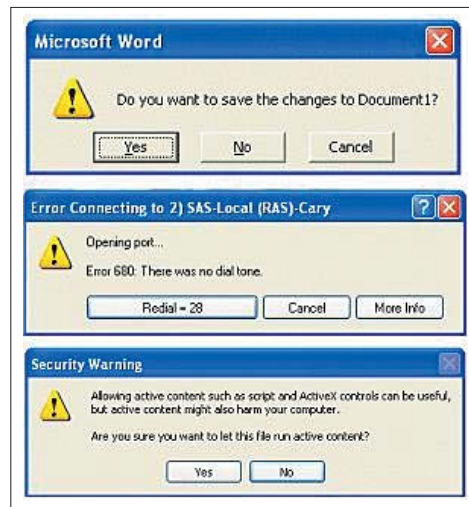 Microsoft Word
Do you want to save the changes to Document1?
Yes No Cancel
Error Connecting to 2) SAS-Local (RAS)-Cary
Opening port...
Error 680: There was no dial tone.
Redial = 28 Cancel More Info
Security Warning
Allowing active content such as script and ActiveX controls can be useful,
but active content might also harm your computer.
Are you sure you want to let this file run active content?
Yes No